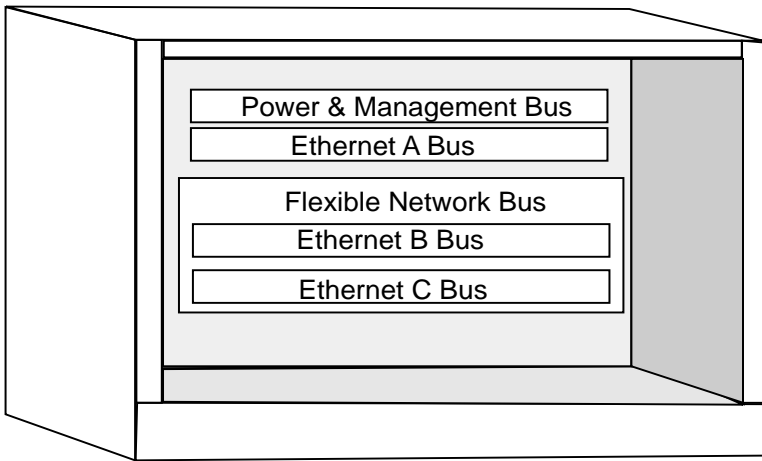 Power & Management Bus
Ethernet A Bus
Flexible Network Bus
Ethernet B Bus
Ethernet C Bus